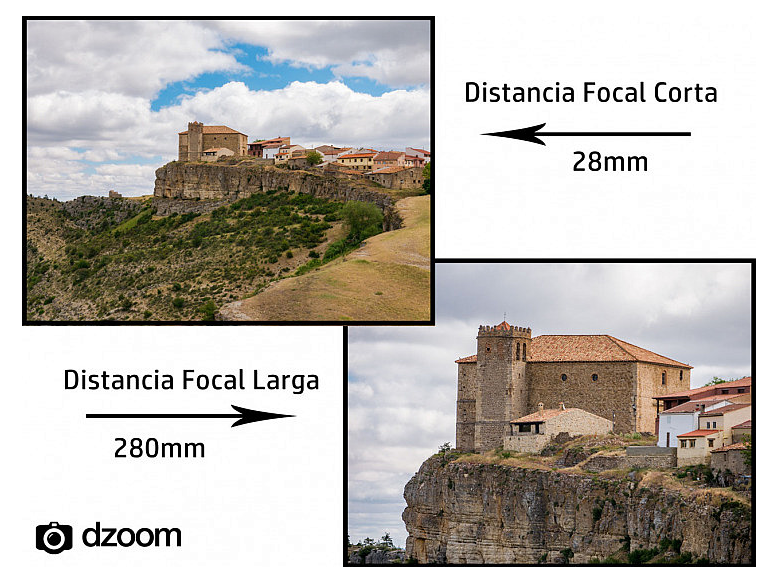 Distancia Focal Corta
28mm
Distancia Focal Larga
280mm
dzoom